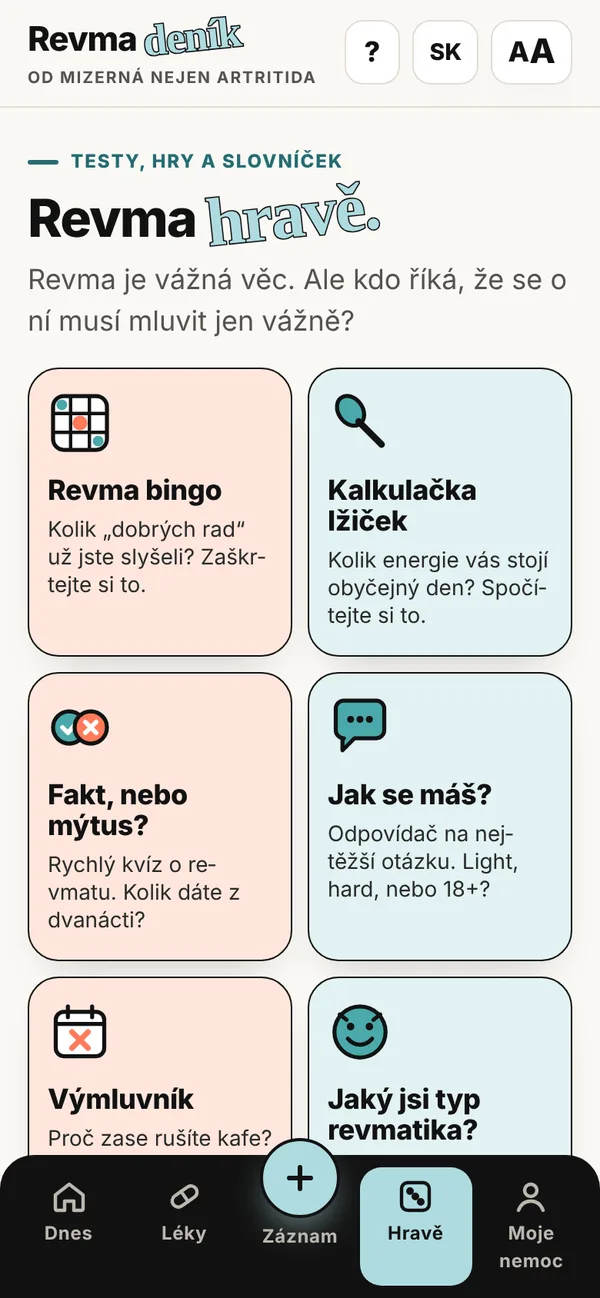 Revma deník
OD MIZERNÁ NEJEN ARTRITIDA
?
SK
AA
TESTY, HRY A SLOVNÍČEK
Revma hravě.
Revma je vážná věc. Ale kdo říká, že se o
ní musí mluvit jen vážně?
Revma bingo
Kolik „dobrých rad“
už jste slyšeli? Zaškr-
tejte si to.
Kalkulačka
lžiček
Kolik energie vás stojí
obyčejný den? Spočí-
tejte si to.
Fakt, nebo
mýtus?
Rychlý kvíz o re-
vmatu. Kolik dáte z
dvanácti?
Jak se máš?
Odpovídač na nej-
těžší otázku. Light,
hard, nebo 18+?
Výmluvník
Proč zase rušíte kafe?
Jaký jsi typ
revmatika?
Dnes
Léky
Záznam
Hravě
Moje
nemoc